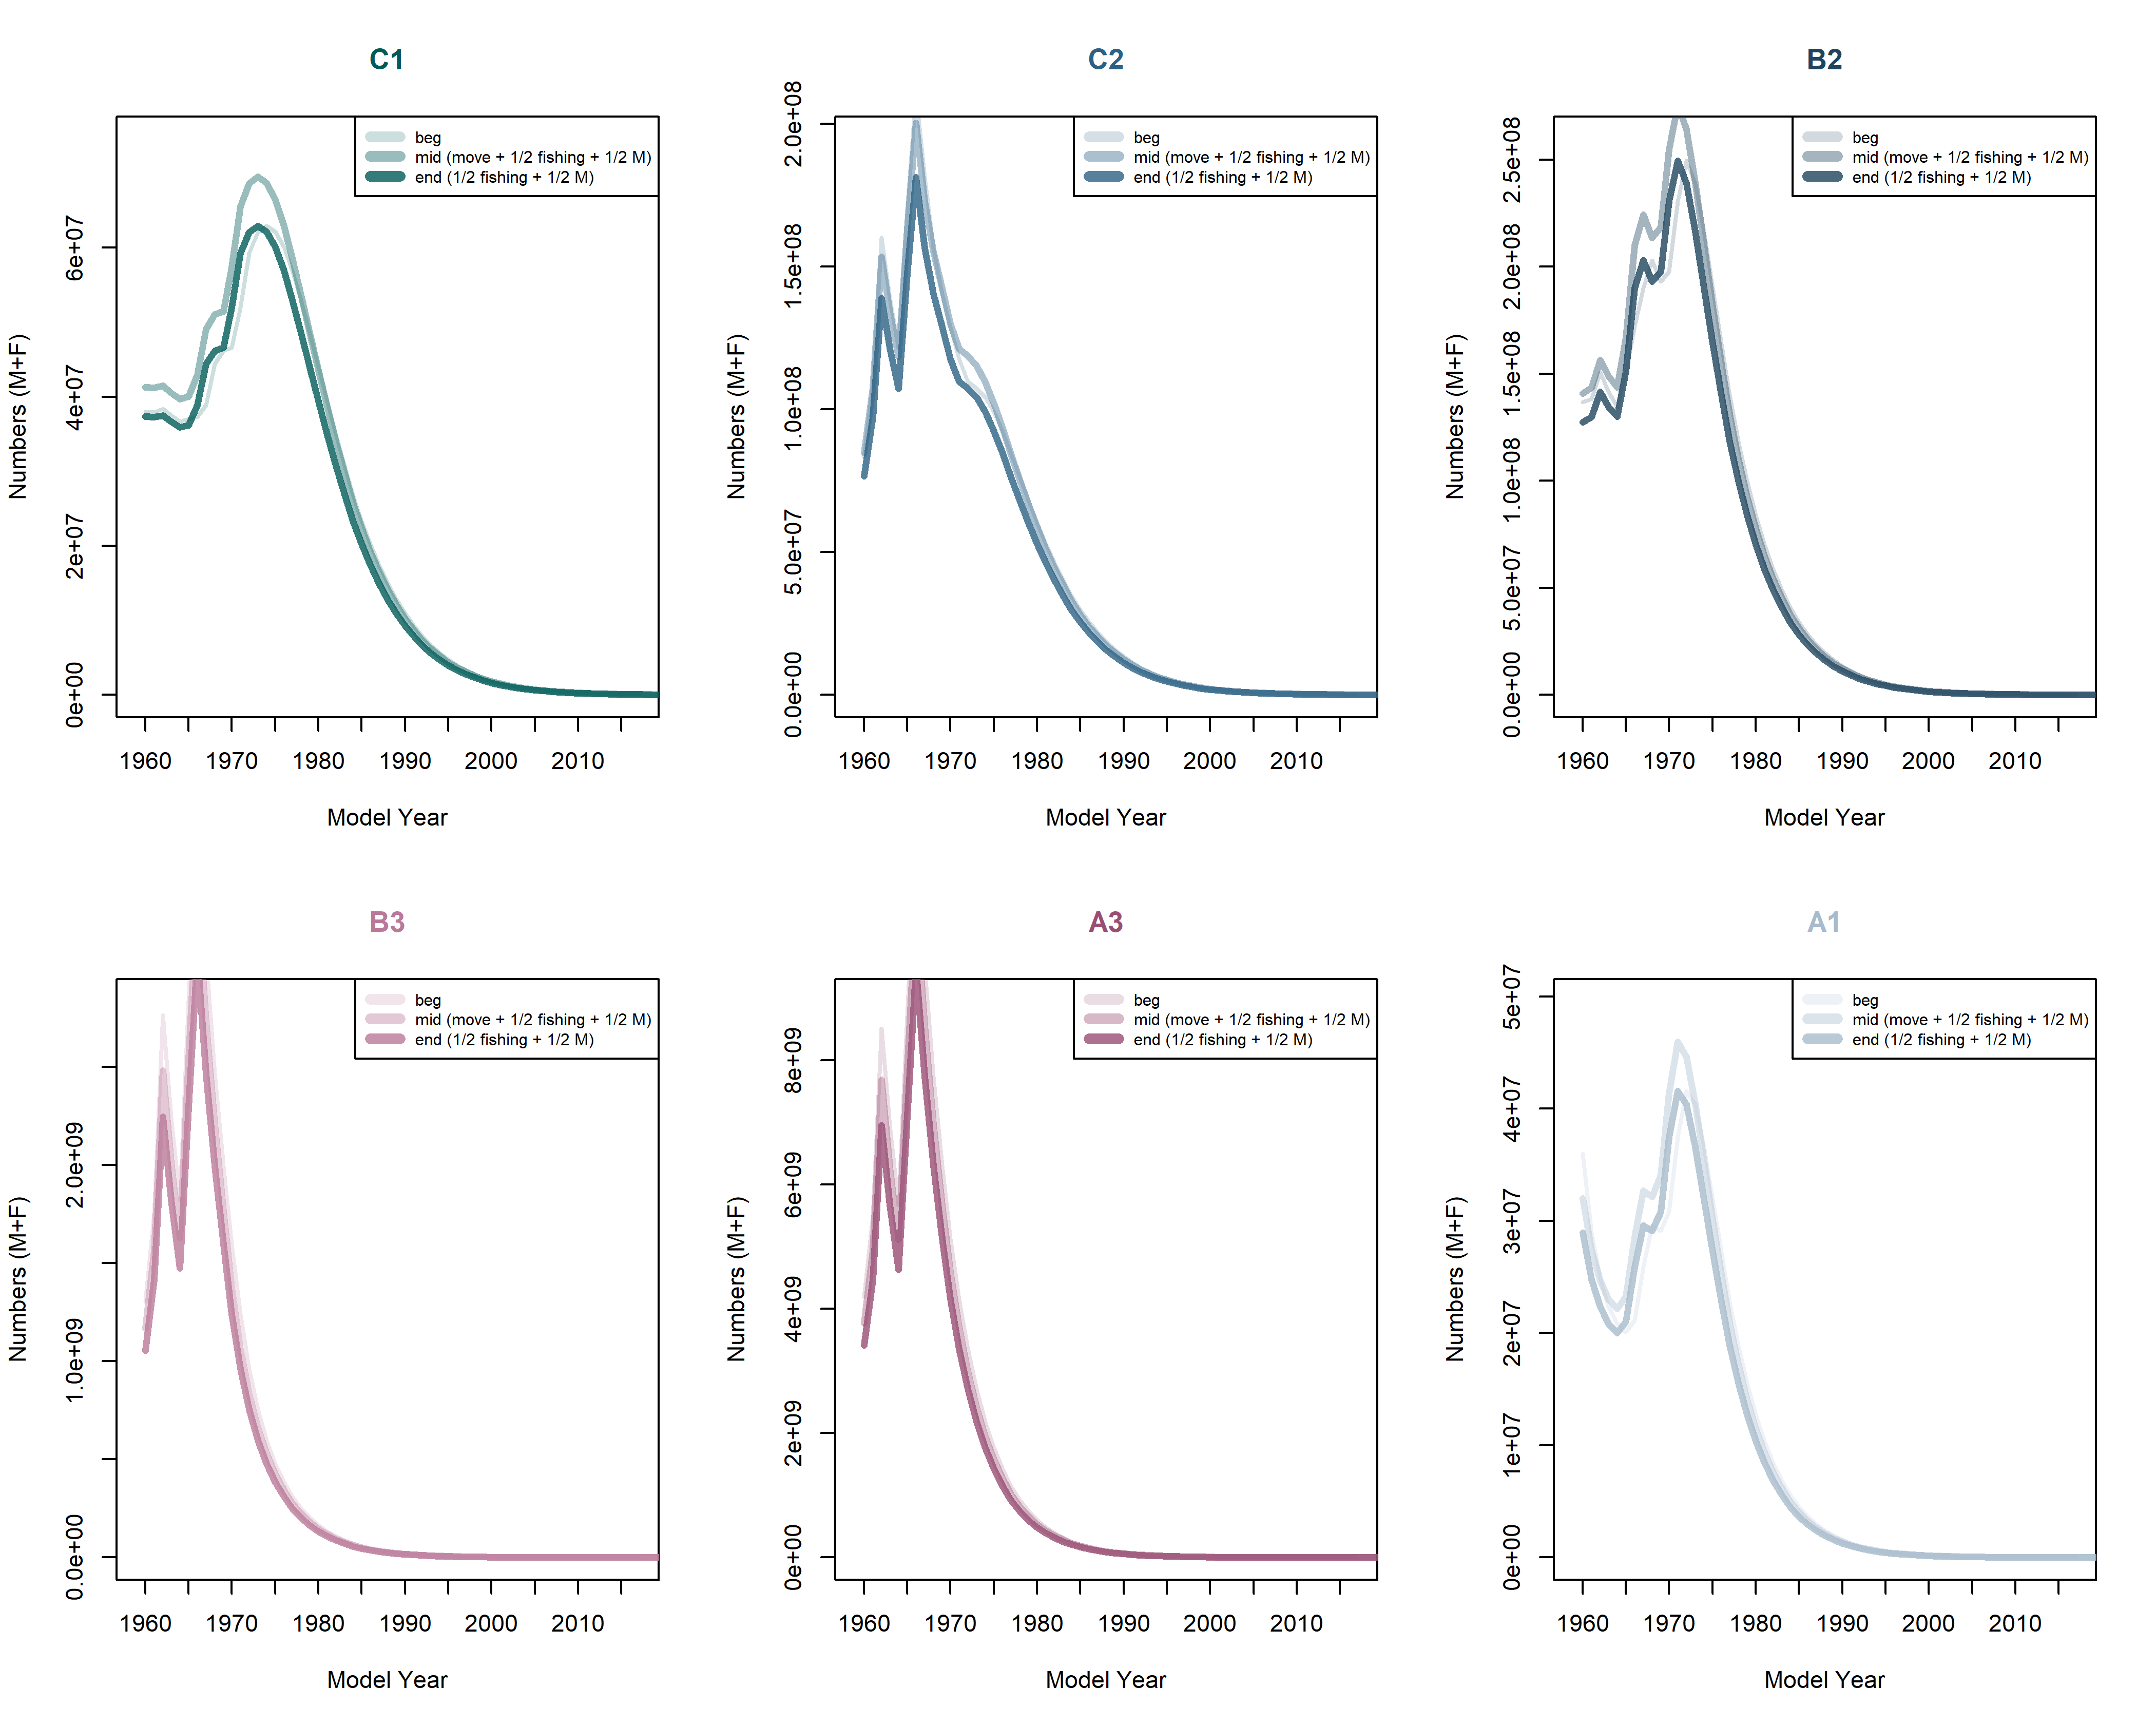 C1
beg
mid (move + 1/2 fishing + 1/2 M)
end (1/2 fishing + 1/2 M)
Numbers (M+F)
0e+00 2e+07 4e+07 6e+07
1960 1970 1980 1990 2000 2010
Model Year
C2
beg
mid (move + 1/2 fishing + 1/2 M)
end (1/2 fishing + 1/2 M)
Numbers (M+F)
0.0e+00 5.0e+07 1.0e+08 1.5e+08 2.0e+08
1960 1970 1980 1990 2000 2010
Model Year
B2
beg
mid (move + 1/2 fishing + 1/2 M)
end (1/2 fishing + 1/2 M)
Numbers (M+F)
0.0e+00 5.0e+07 1.0e+08 1.5e+08 2.0e+08 2.5e+08
1960 1970 1980 1990 2000 2010
Model Year
B3
beg
mid (move + 1/2 fishing + 1/2 M)
end (1/2 fishing + 1/2 M)
Numbers (M+F)
0.0e+00 1.0e+09 2.0e+09
1960 1970 1980 1990 2000 2010
Model Year
A3
beg
mid (move + 1/2 fishing + 1/2 M)
end (1/2 fishing + 1/2 M)
Numbers (M+F)
0e+00 2e+09 4e+09 6e+09 8e+09
1960 1970 1980 1990 2000 2010
Model Year
A1
beg
mid (move + 1/2 fishing + 1/2 M)
end (1/2 fishing + 1/2 M)
Numbers (M+F)
0e+00 1e+07 2e+07 3e+07 4e+07 5e+07
1960 1970 1980 1990 2000 2010
Model Year